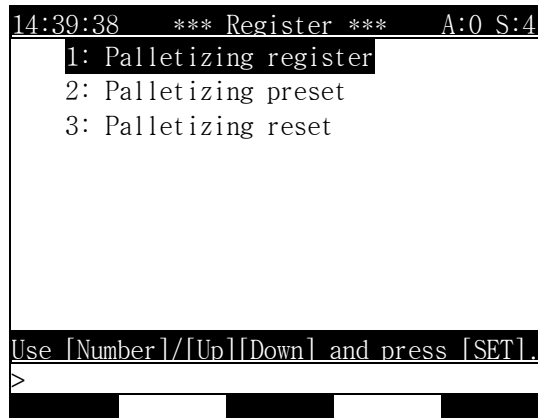 14:39:38 *** Register *** A:0 S:4
1: Palletizing register
2: Palletizing preset
3: Palletizing reset
Use [Number]/[Up][Down] and press [SET].
>